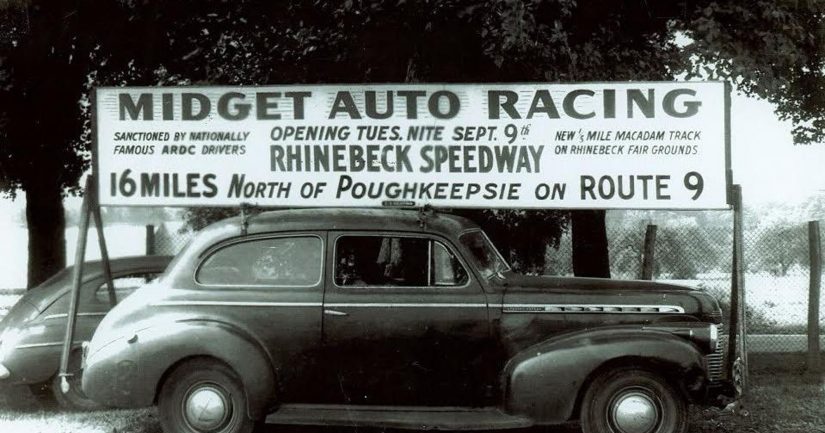 MIDGET AUTO RACING
SANCTIONED BY NATIONALLY
FAMOUS ARDC DRIVERS
OPENING TUES. NITE SEPT. 9th
RHINEBECK SPEEDWAY
NEW 1/5 MILE MACADAM TRACK
ON RHINEBECK FAIR GROUNDS
16 MILES NORTH OF POUGHKEEPSIE ON ROUTE 9